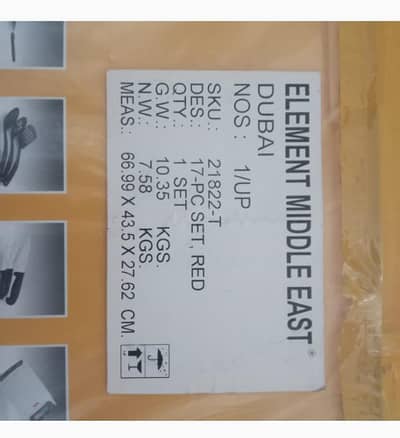 ELEMENT MIDDLE EAST®
DUBAI
NOS : 1/UP
SKU.: 21822-T
DES.: 17-PC SET, RED
QTY.: 1 SET
G.W.: 10.35 KGS.
N.W.: 7.58 KGS.
MEAS.: 66.99 X 43.5 X 27.62 CM.